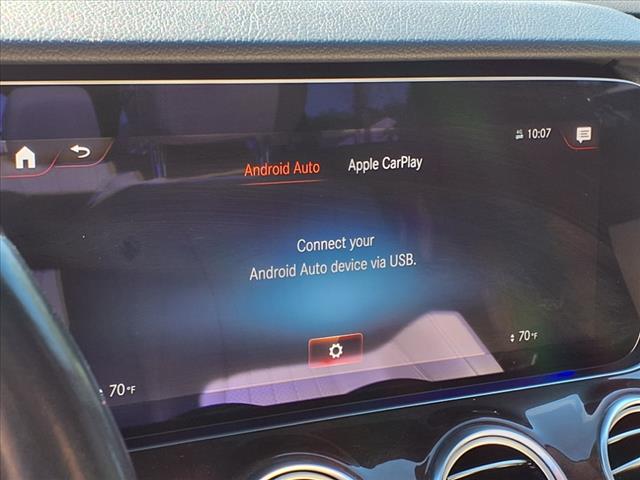 10:07
Android Auto Apple CarPlay
Connect your
Android Auto device via USB.
70°F
70°F